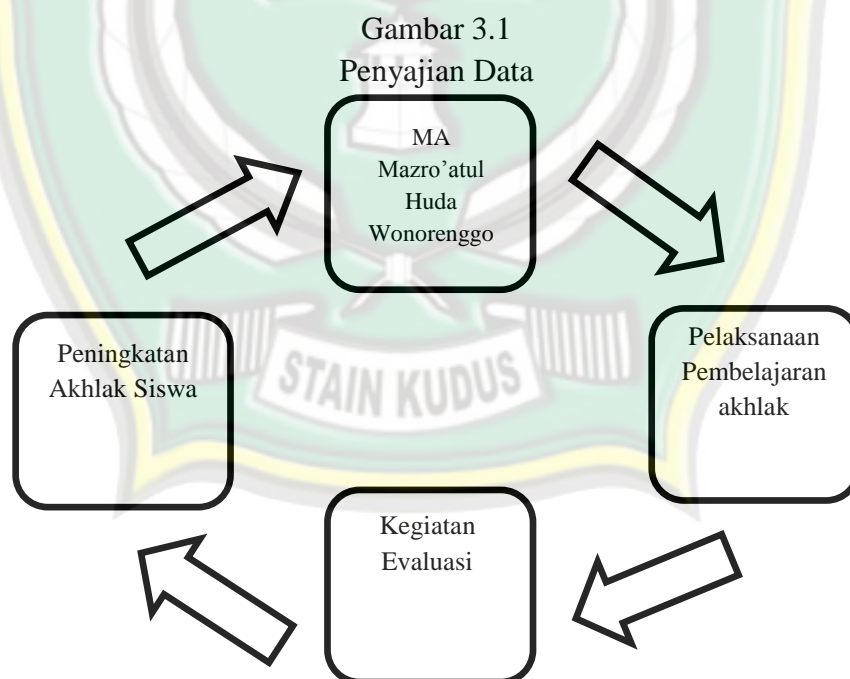 Gambar 3.1
Penyajian Data
MA
Mazro’atul
Huda
Wonorenggo
Pelaksanaan
Pembelajaran
akhlak
Peningkatan
Akhlak Siswa
STAIN KUDUS
Kegiatan
Evaluasi